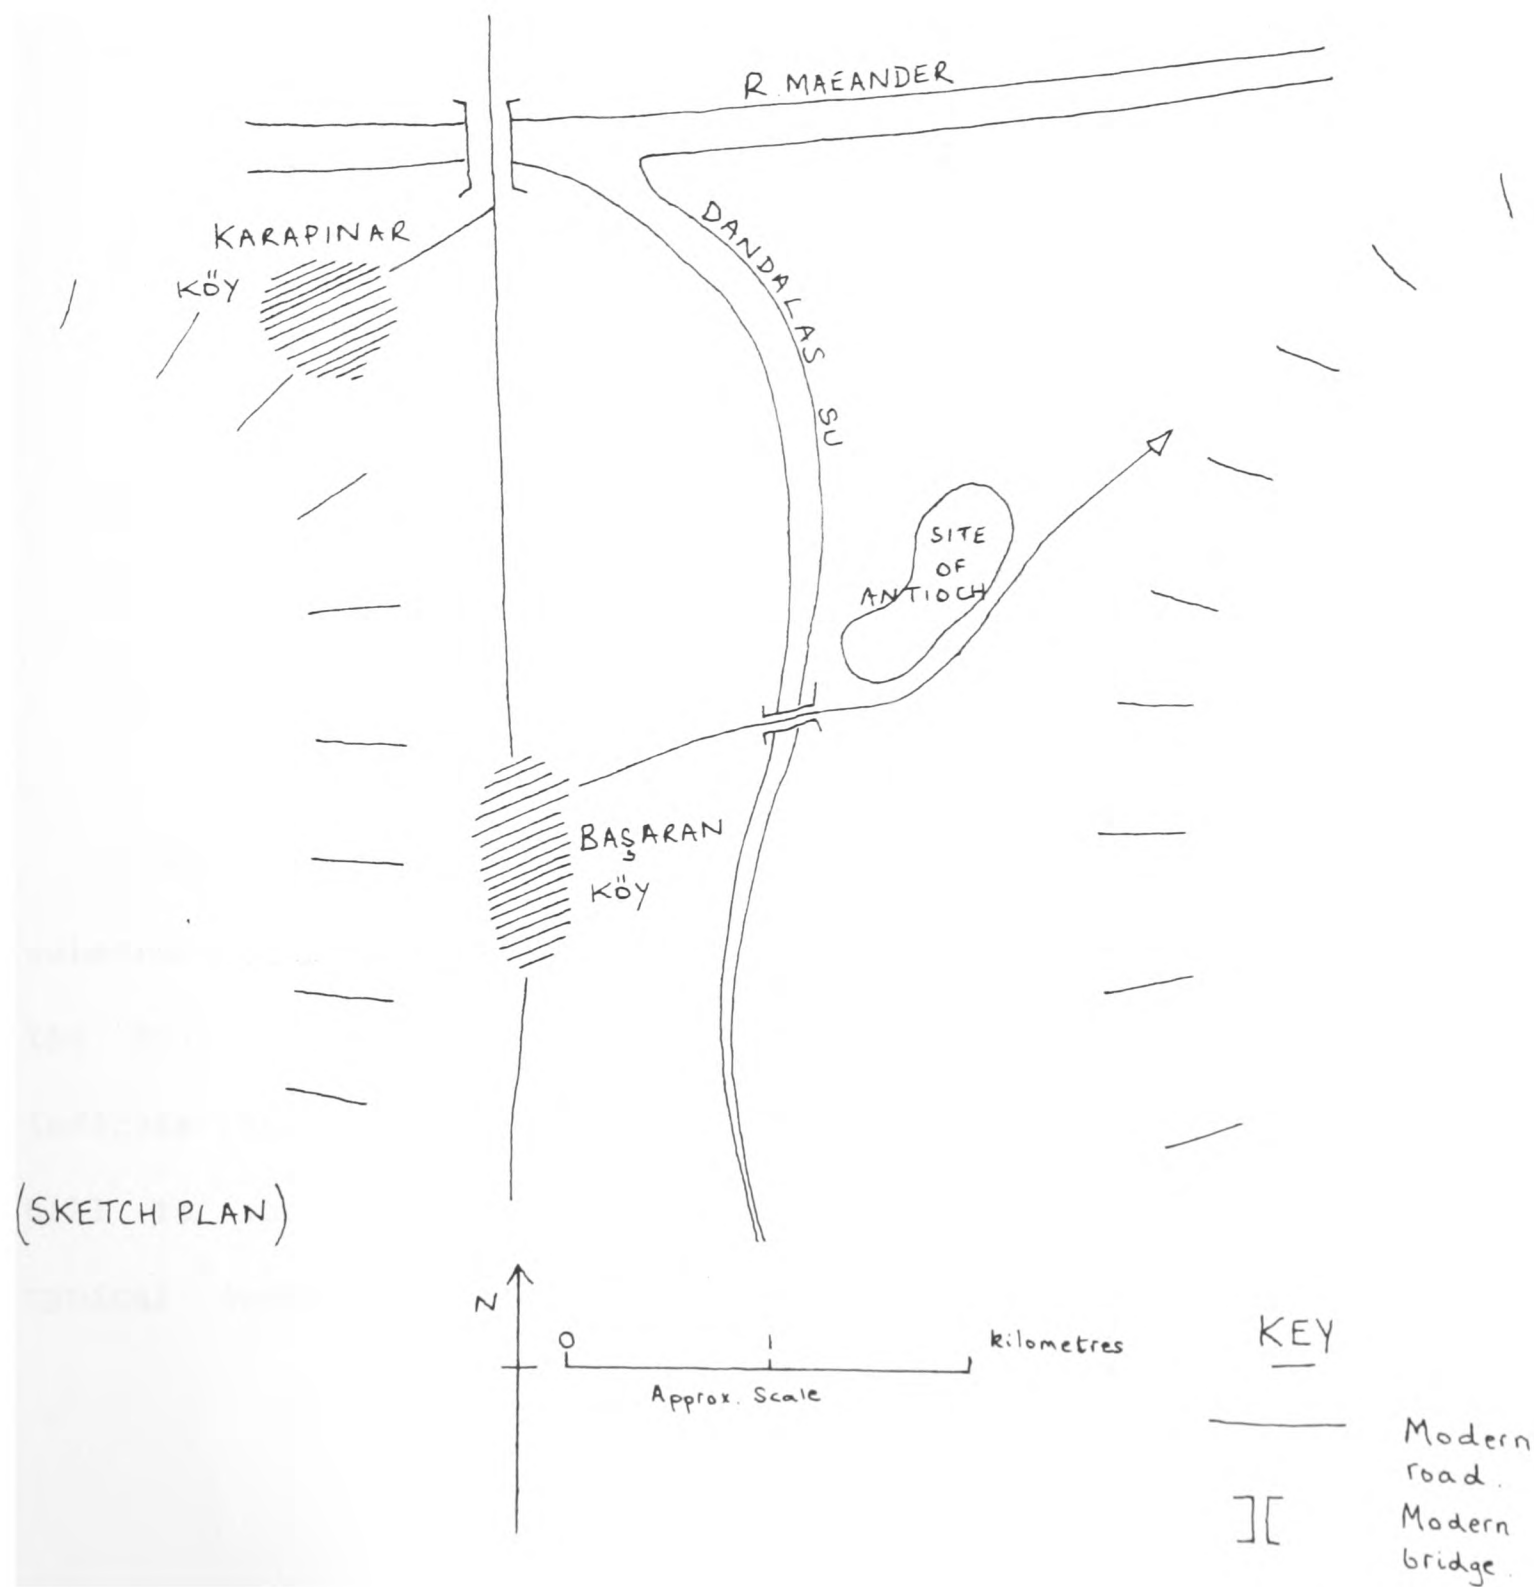 R. MAEANDER
KARAPINAR
KÖY
DANDALAS SU
SITE
OF
ANTIOCH
BAŞARAN
KÖY
(SKETCH PLAN)
N
0 1 kilometres
Approx. Scale
KEY
Modern
road.
Modern
bridge.